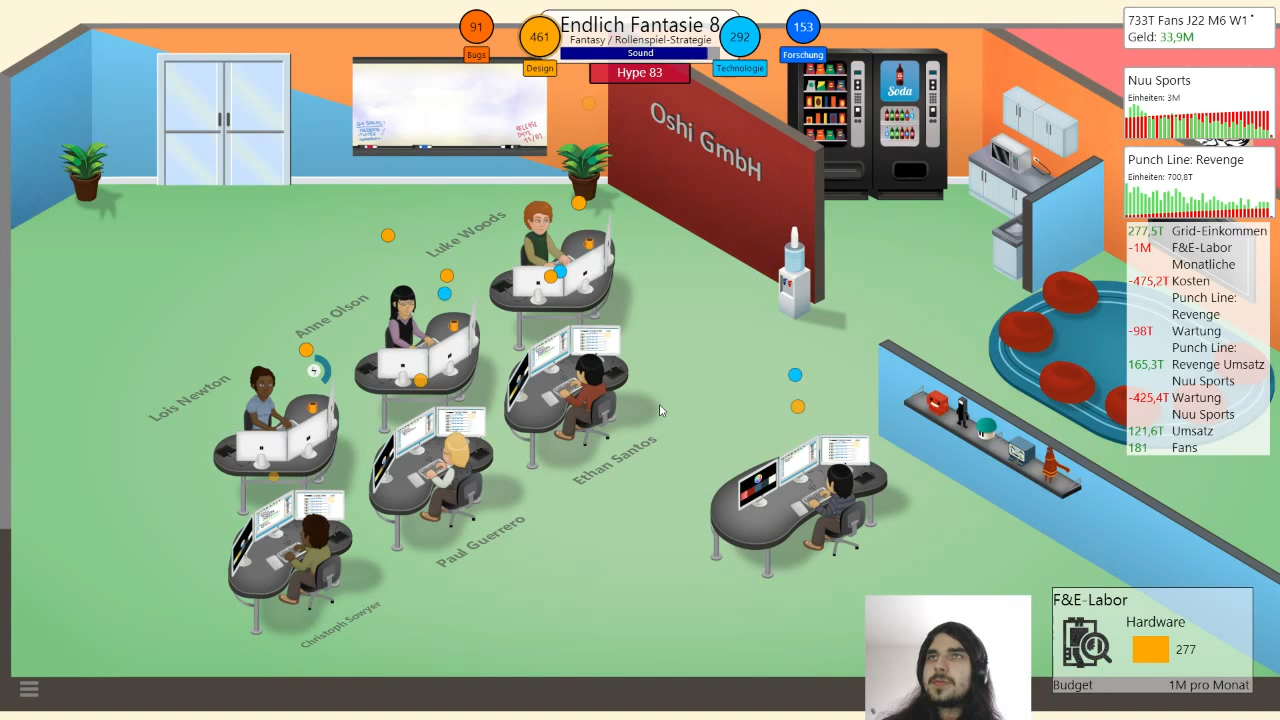 91
Bugs
461
Design
Endlich Fantasie 8
Fantasy / Rollenspiel-Strategie
Sound
Hype 83
292
Technologie
153
Forschung
733T Fans J22 M6 W1
Geld: 33,9M
Nuu Sports
Einheiten: 3M
Punch Line: Revenge
Einheiten: 700,8T
277,5T Grid-Einkommen
-1M F&E-Labor
Monatliche
-475,2T Kosten
Punch Line:
Revenge
-98T Wartung
Punch Line:
165,3T Revenge Umsatz
Nuu Sports
-425,4T Wartung
Nuu Sports
Umsatz
181 Fans
Oshi GmbH
Soda
RELEASE
Luke Woods
Anne Olson
Lois Newton
Ethan Santos
Paul Guerrero
Christoph Sowyer
F&E-Labor
Hardware
277
Budget 1M pro Monat